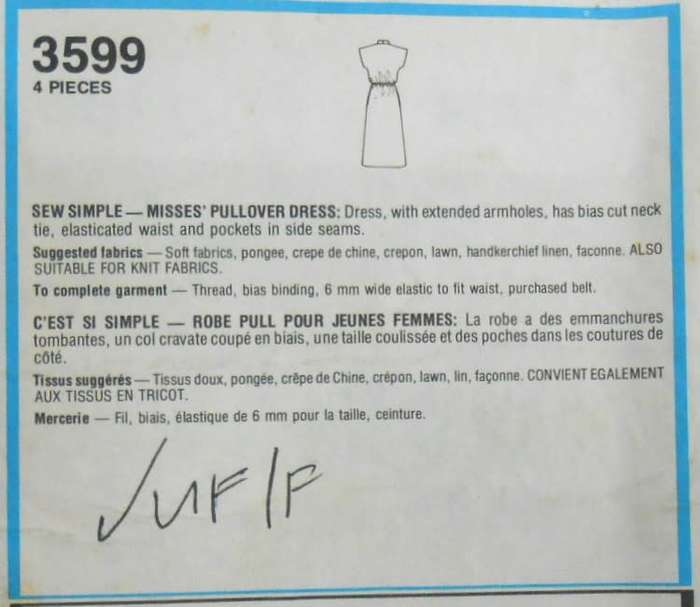 3599
4 PIECES
SEW SIMPLE — MISSES' PULLOVER DRESS: Dress, with extended armholes, has bias cut neck
tie, elasticated waist and pockets in side seams.
Suggested fabrics — Soft fabrics, pongee, crepe de chine, crepon, lawn, handkerchief linen, faconne. ALSO
SUITABLE FOR KNIT FABRICS.
To complete garment — Thread, bias binding, 6 mm wide elastic to fit waist, purchased belt.
C'EST SI SIMPLE — ROBE PULL POUR JEUNES FEMMES: La robe a des emmanchures
tombantes, un col cravate coupé en biais, une taille coulissée et des poches dans les coutures de
côté.
Tissus suggérés — Tissus doux, pongée, crêpe de Chine, crépon, lawn, lin, façonne. CONVIENT EGALEMENT
AUX TISSUS EN TRICOT.
Mercerie — Fil, biais, élastique de 6 mm pour la taille, ceinture.
UF/F